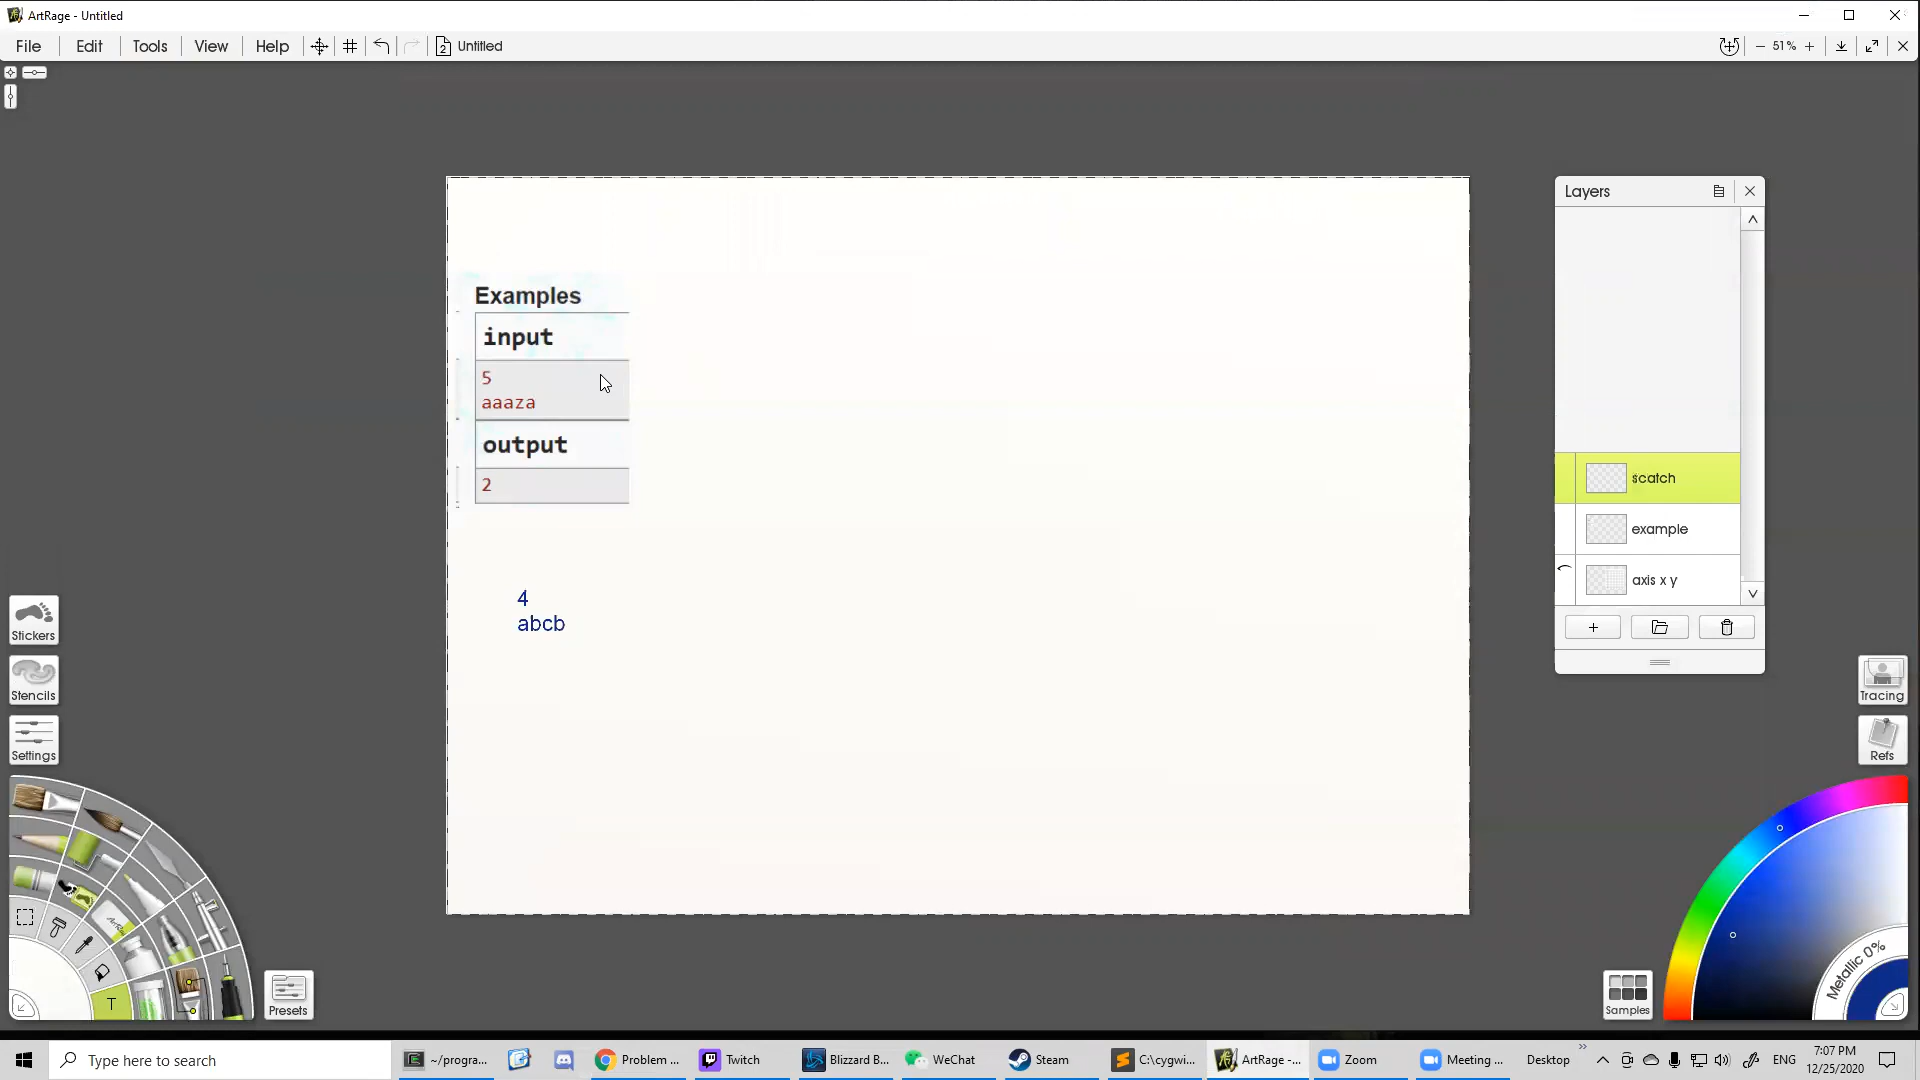 ArtRage - Untitled
File Edit Tools View Help Untitled 51%
Examples
input
5
aaaza
output
2
4
abcb
Layers
scatch
example
axis x y
Stickers
Stencils
Settings
T
Presets
Tracing
Refs
Metallic 0%
Samples
Type here to search
~/progra...
Problem ...
Twitch
Blizzard B...
WeChat
Steam
C:\cygwi...
ArtRage -...
Zoom
Meeting ...
Desktop
ENG
7:07 PM
12/25/2020